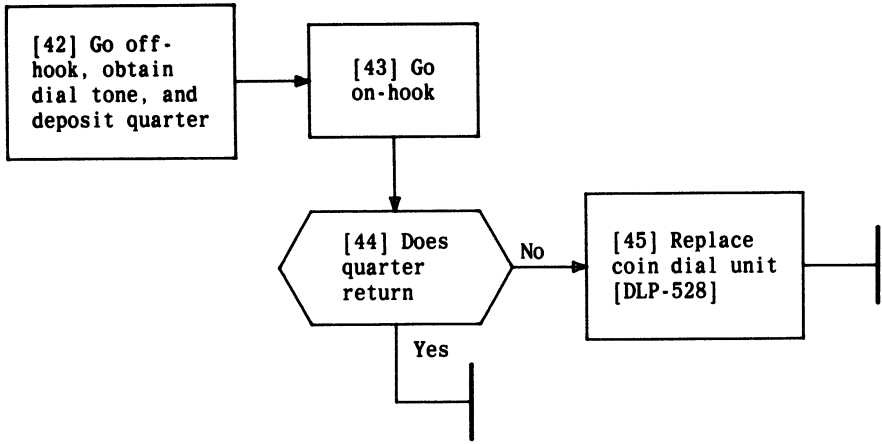 [42] Go off-
hook, obtain
dial tone, and
deposit quarter
[43] Go
on-hook
[44] Does
quarter
return
No
[45] Replace
coin dial unit
[DLP-528]
Yes